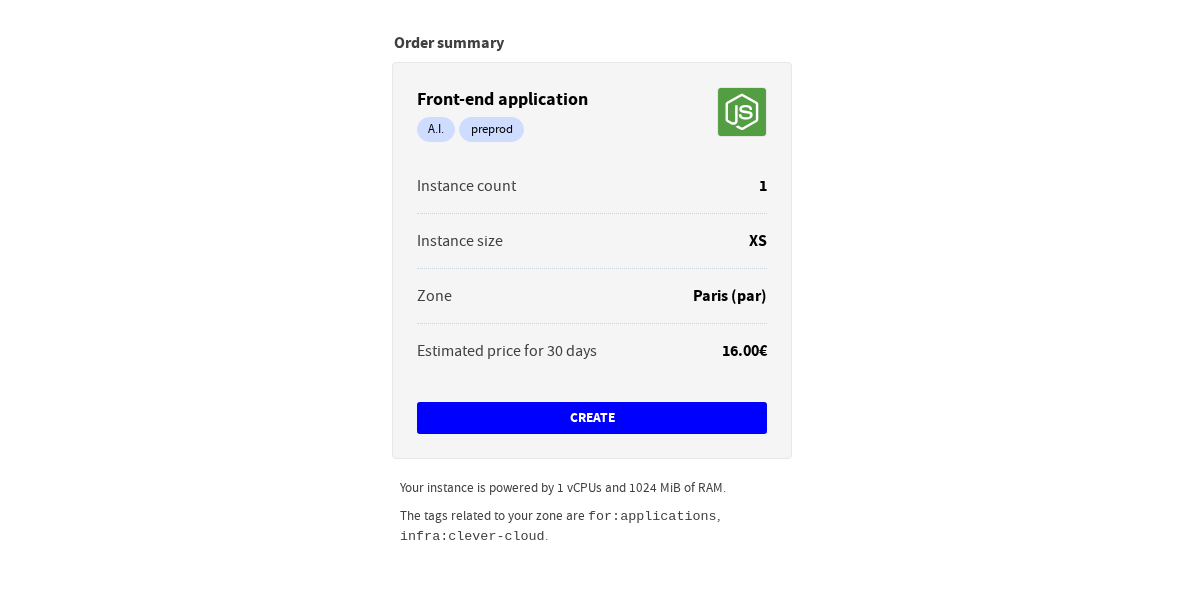 Order summary
Front-end application
JS
A.I. preprod
Instance count 1
Instance size XS
Zone Paris (par)
Estimated price for 30 days 16.00€
CREATE
Your instance is powered by 1 vCPUs and 1024 MiB of RAM.
The tags related to your zone are for:applications,
infra:clever-cloud.